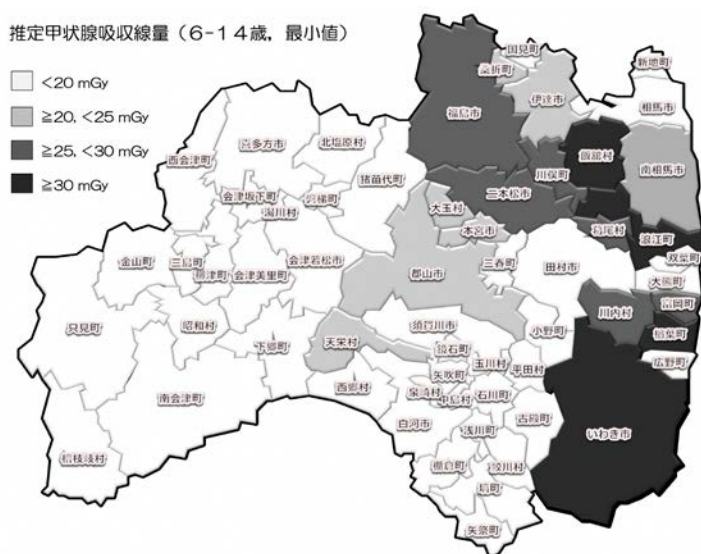 推定甲状腺吸収線量（6-14歳，最小値）
<20 mGy
≧20, <25 mGy
≧25, <30 mGy
≧30 mGy
国見町
桑折町
新地町
福島市
伊達市
相馬市
飯舘村
南相馬市
川俣町
二本松市
喜多方市
北塩原村
西会津町
猪苗代町
会津坂下町
磐梯町
湯川村
大玉村
本宮市
葛尾村
浪江町
双葉町
大熊町
金山町
三島町
柳津町
会津美里町
会津若松市
三春町
田村市
郡山市
富岡町
川内村
楢葉町
広野町
只見町
昭和村
下郷町
天栄村
須賀川市
小野町
鏡石町
玉川村
平田村
矢吹町
南会津町
西郷村
泉崎村
中島村
石川町
白河市
古殿町
浅川町
いわき市
檜枝岐村
棚倉町
鮫川村
塙町
矢祭町